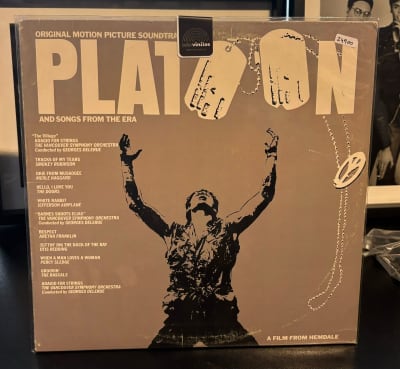 ORIGINAL MOTION PICTURE SOUNDTRA
PLATOON
AND SONGS FROM THE ERA
"The Village"
ADAGIO FOR STRINGS
THE VANCOUVER SYMPHONY ORCHESTRA
Conducted by GEORGES DELERUE
TRACKS OF MY TEARS
SMOKEY ROBINSON
OKIE FROM MUSKOGEE
MERLE HAGGARD
HELLO, I LOVE YOU
THE DOORS
WHITE RABBIT
JEFFERSON AIRPLANE
"BARNES SHOOTS ELIAS"
THE VANCOUVER SYMPHONY ORCHESTRA
Conducted by GEORGES DELERUE
RESPECT
ARETHA FRANKLIN
(SITTIN' ON) THE DOCK OF THE BAY
OTIS REDDING
WHEN A MAN LOVES A WOMAN
PERCY SLEDGE
GROOVIN'
THE RASCALS
ADAGIO FOR STRINGS
THE VANCOUVER SYMPHONY ORCHESTRA
Conducted by GEORGES DELERUE
A FILM FROM HEMDALE